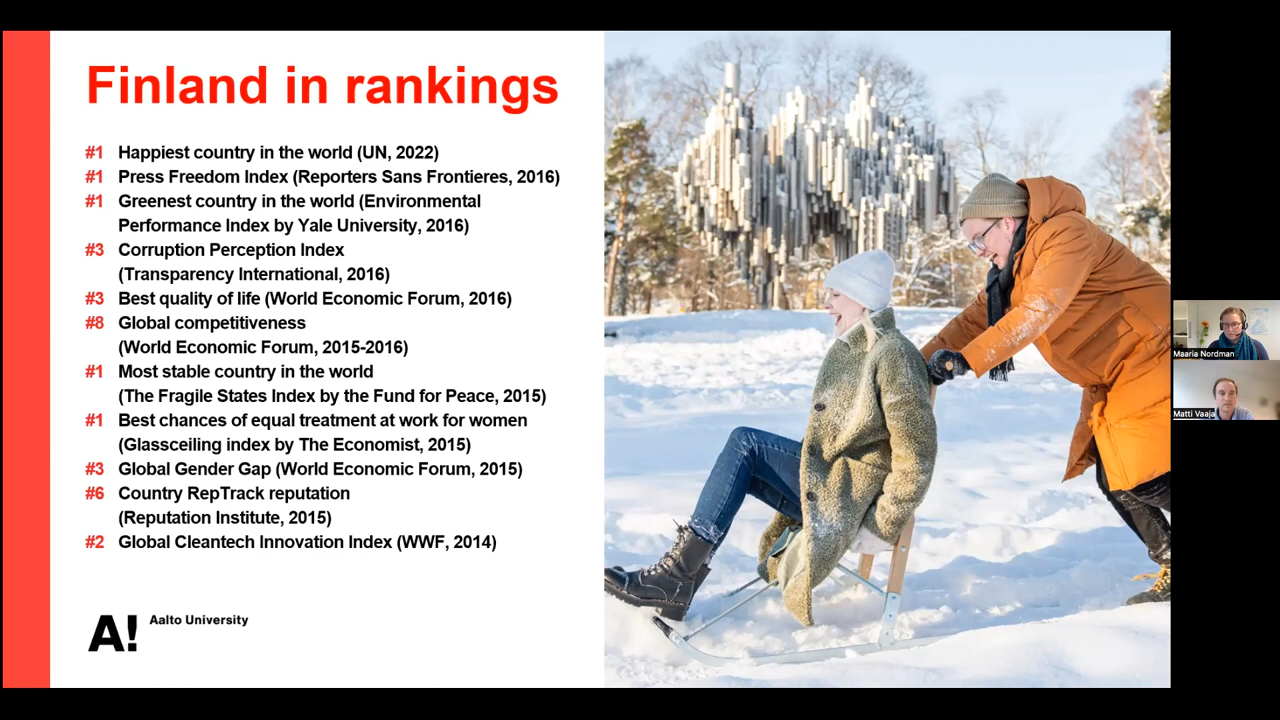 Finland in rankings
#1 Happiest country in the world (UN, 2022)
#1 Press Freedom Index (Reporters Sans Frontieres, 2016)
#1 Greenest country in the world (Environmental
Performance Index by Yale University, 2016)
#3 Corruption Perception Index
(Transparency International, 2016)
#3 Best quality of life (World Economic Forum, 2016)
#8 Global competitiveness
(World Economic Forum, 2015-2016)
#1 Most stable country in the world
(The Fragile States Index by the Fund for Peace, 2015)
#1 Best chances of equal treatment at work for women
(Glassceiling index by The Economist, 2015)
#3 Global Gender Gap (World Economic Forum, 2015)
#6 Country RepTrack reputation
(Reputation Institute, 2015)
#2 Global Cleantech Innovation Index (WWF, 2014)
A! Aalto University
Maaria Nordman
Matti Vaaja